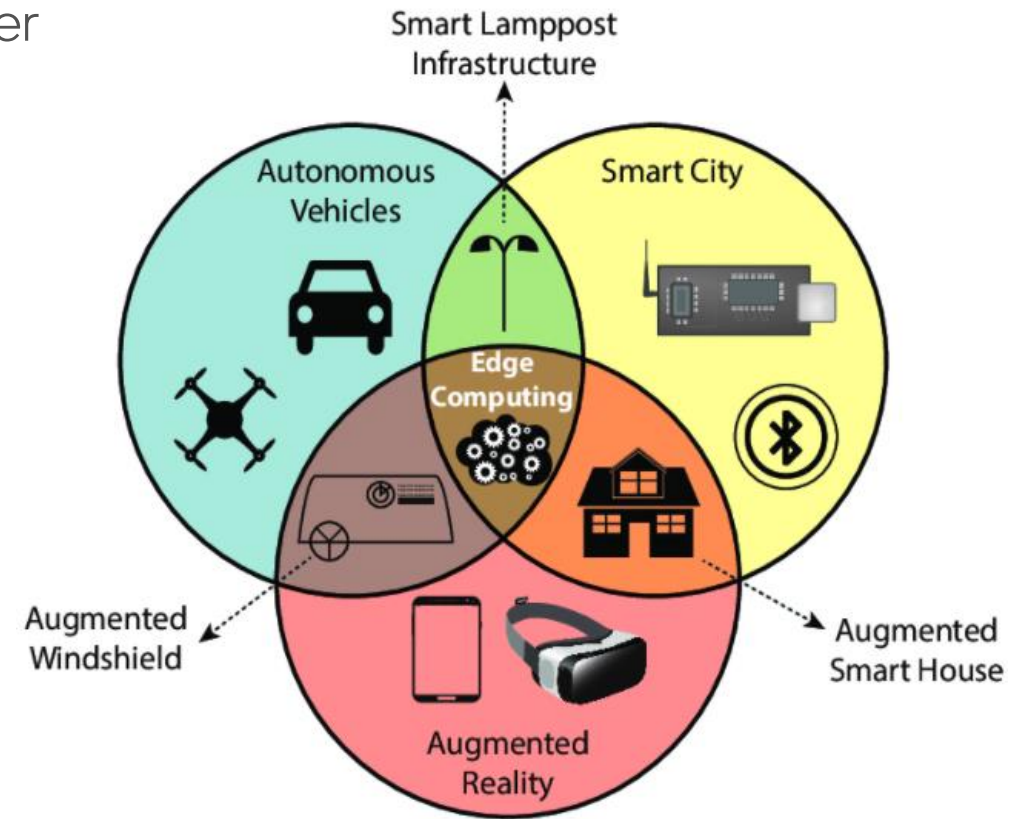 er
Smart Lamppost
Infrastructure
Autonomous
Vehicles
Smart City
Edge
Computing
Augmented
Windshield
Augmented
Smart House
Augmented
Reality